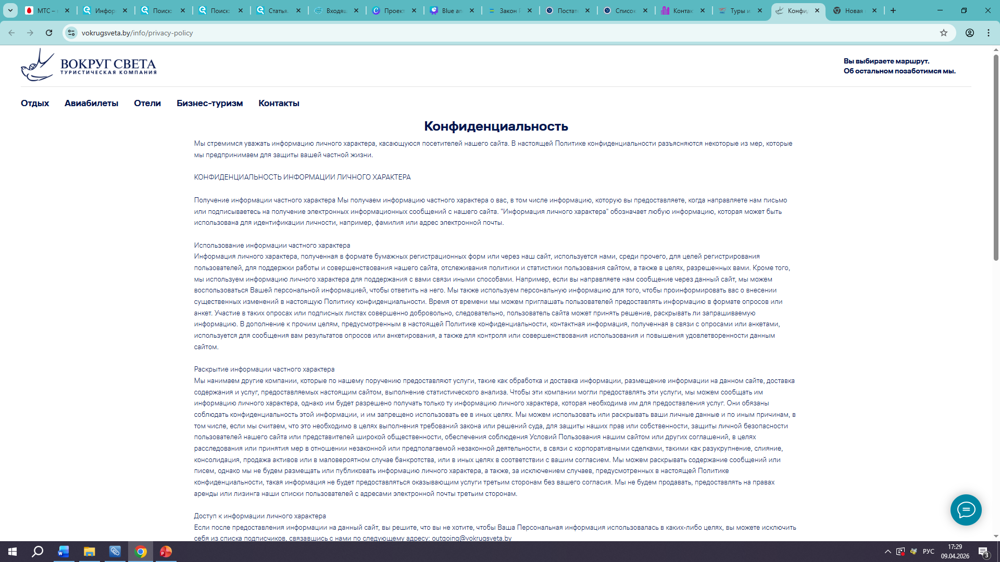 МТС –
Инфор
Поиск
Поиск
Статья
Входящ
Проект
Blue an
Закон Р
Постат
Список
Контак
Туры и
Конфид
Новая
vokrugsveta.by/info/privacy-policy
ВОКРУГ СВЕТА
ТУРИСТИЧЕСКАЯ КОМПАНИЯ
Вы выбираете маршрут.
Об остальном позаботимся мы.
Отдых Авиабилеты Отели Бизнес-туризм Контакты
Конфиденциальность
Мы стремимся уважать информацию личного характера, касающуюся посетителей нашего сайта. В настоящей Политике конфиденциальности разъясняются некоторые из мер, которые
мы предпринимаем для защиты вашей частной жизни.
КОНФИДЕНЦИАЛЬНОСТЬ ИНФОРМАЦИИ ЛИЧНОГО ХАРАКТЕРА
Получение информации частного характера Мы получаем информацию частного характера о вас, в том числе информацию, которую вы предоставляете, когда направляете нам письмо
или подписываетесь на получение электронных информационных сообщений с нашего сайта. "Информация личного характера" обозначает любую информацию, которая может быть
использована для идентификации личности, например, фамилия или адрес электронной почты.
Использование информации частного характера
Информация личного характера, полученная в формате бумажных регистрационных форм или через наш сайт, используется нами, среди прочего, для целей регистрирования
пользователей, для поддержки работы и совершенствования нашего сайта, отслеживания политики и статистики пользования сайтом, а также в целях, разрешенных вами. Кроме того,
мы используем информацию личного характера для поддержания с вами связи иными способами. Например, если вы направляете нам сообщение через данный сайт, мы можем
воспользоваться Вашей персональной информацией, чтобы ответить на него. Мы также используем персональную информацию для того, чтобы проинформировать вас о внесении
существенных изменений в настоящую Политику конфиденциальности. Время от времени мы можем приглашать пользователей предоставлять информацию в формате опросов или
анкет. Участие в таких опросах или подписных листах совершенно добровольно, следовательно, пользователь сайта может принять решение, раскрывать ли запрашиваемую
информацию. В дополнение к прочим целям, предусмотренным в настоящей Политике конфиденциальности, контактная информация, полученная в связи с опросами или анкетами,
используется для сообщения вам результатов опросов или анкетирования, а также для контроля или совершенствования использования и повышения удовлетворенности данным
сайтом.
Раскрытие информации частного характера
Мы нанимаем другие компании, которые по нашему поручению предоставляют услуги, такие как обработка и доставка информации, размещение информации на данном сайте, доставка
содержания и услуг, предоставляемых настоящим сайтом, выполнение статистического анализа. Чтобы эти компании могли предоставлять эти услуги, мы можем сообщать им
информацию личного характера, однако им будет разрешено получать только ту информацию личного характера, которая необходима им для предоставления услуг. Они обязаны
соблюдать конфиденциальность этой информации, и им запрещено использовать ее в иных целях. Мы можем использовать или раскрывать ваши личные данные и по иным причинам, в
том числе, если мы считаем, что это необходимо в целях выполнения требований закона или решений суда, для защиты наших прав или собственности, защиты личной безопасности
пользователей нашего сайта или представителей широкой общественности, обеспечения соблюдения Условий Пользования нашим сайтом или других соглашений, в целях
расследования или принятия мер в отношении незаконной или предполагаемой незаконной деятельности, в связи с корпоративными сделками, такими как разукрупнение, слияние,
консолидация, продажа активов или в маловероятном случае банкротства, или в иных целях в соответствии с вашим согласием. Мы можем раскрывать содержание сообщений или
писем, однако мы не будем размещать или публиковать информацию личного характера, а также, за исключением случаев, предусмотренных в настоящей Политике
конфиденциальности, такая информация не будет предоставляться оказывающим услуги третьим сторонам без вашего согласия. Мы не будем продавать, предоставлять на правах
аренды или лизинга наши списки пользователей с адресами электронной почты третьим сторонам.
Доступ к информации личного характера
Если после предоставления информации на данный сайт, вы решите, что вы не хотите, чтобы Ваша Персональная информация использовалась в каких-либо целях, вы можете исключить
себя из списка подписчиков, связавшись с нами по следующему адресу: outgoing@vokrugsveta.by
РУС
17:29
09.04.2026
3